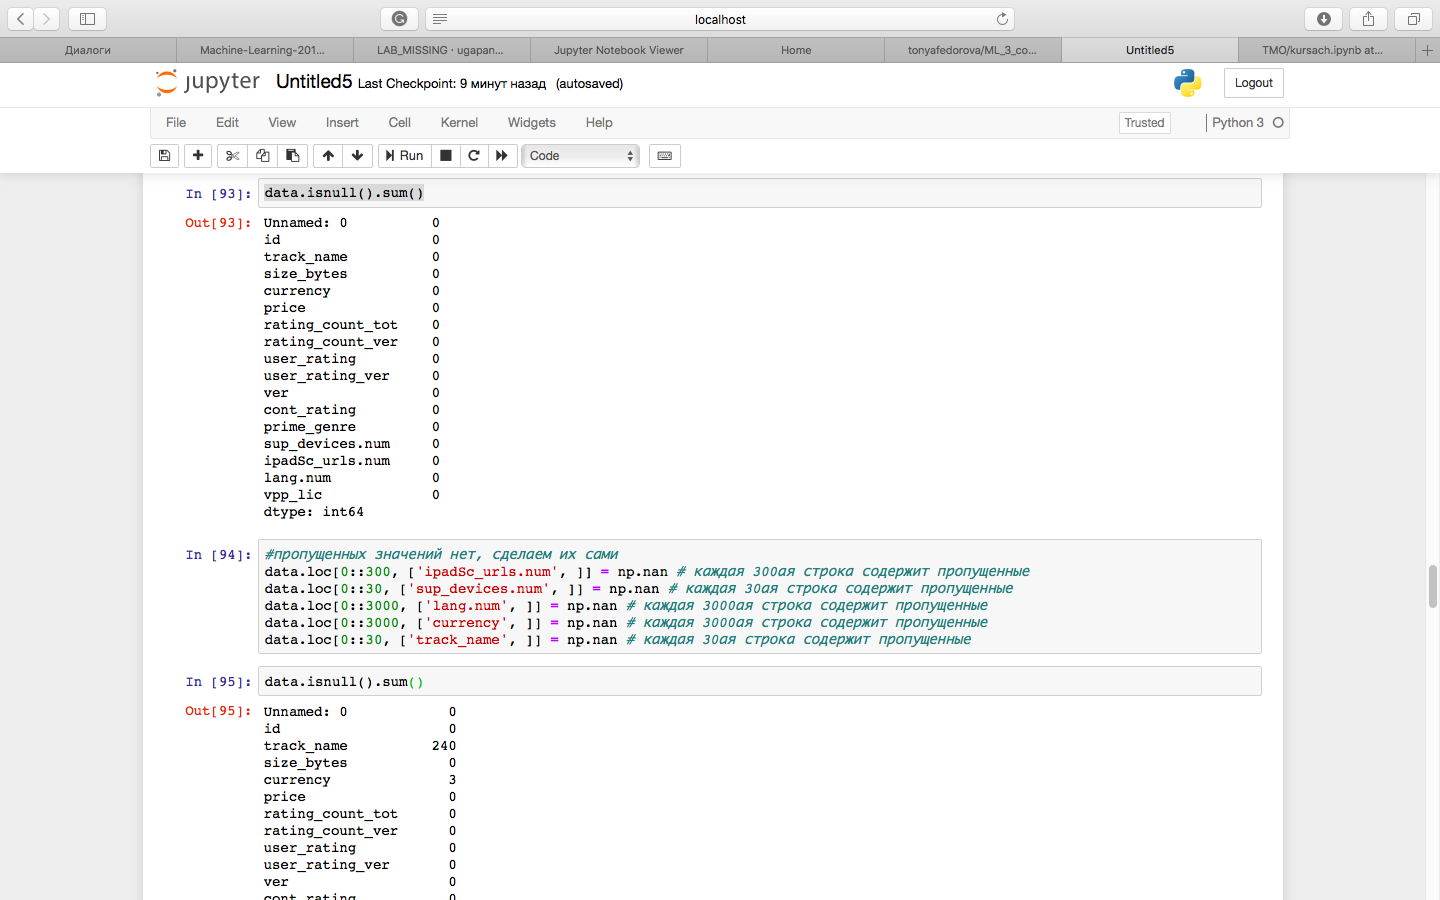 localhost
Диалоги
Machine-Learning-201...
LAB_MISSING · ugapan...
Jupyter Notebook Viewer
Home
tonyafedorova/ML_3_co...
Untitled5
TMO/kursach.ipynb at...
jupyter Untitled5 Last Checkpoint: 9 минут назад (autosaved)
Logout
File Edit View Insert Cell Kernel Widgets Help
Trusted
Python 3
Run
Code
In [93]: data.isnull().sum()
Out[93]: Unnamed: 0 0
id 0
track_name 0
size_bytes 0
currency 0
price 0
rating_count_tot 0
rating_count_ver 0
user_rating 0
user_rating_ver 0
ver 0
cont_rating 0
prime_genre 0
sup_devices.num 0
ipadSc_urls.num 0
lang.num 0
vpp_lic 0
dtype: int64
In [94]: #пропущенных значений нет, сделаем их сами
data.loc[0::300, ['ipadSc_urls.num', ]] = np.nan # каждая 300ая строка содержит пропущенные
data.loc[0::30, ['sup_devices.num', ]] = np.nan # каждая 30ая строка содержит пропущенные
data.loc[0::3000, ['lang.num', ]] = np.nan # каждая 3000ая строка содержит пропущенные
data.loc[0::3000, ['currency', ]] = np.nan # каждая 3000ая строка содержит пропущенные
data.loc[0::30, ['track_name', ]] = np.nan # каждая 30ая строка содержит пропущенные
In [95]: data.isnull().sum()
Out[95]: Unnamed: 0 0
id 0
track_name 240
size_bytes 0
currency 3
price 0
rating_count_tot 0
rating_count_ver 0
user_rating 0
user_rating_ver 0
ver 0
cont_rating 0